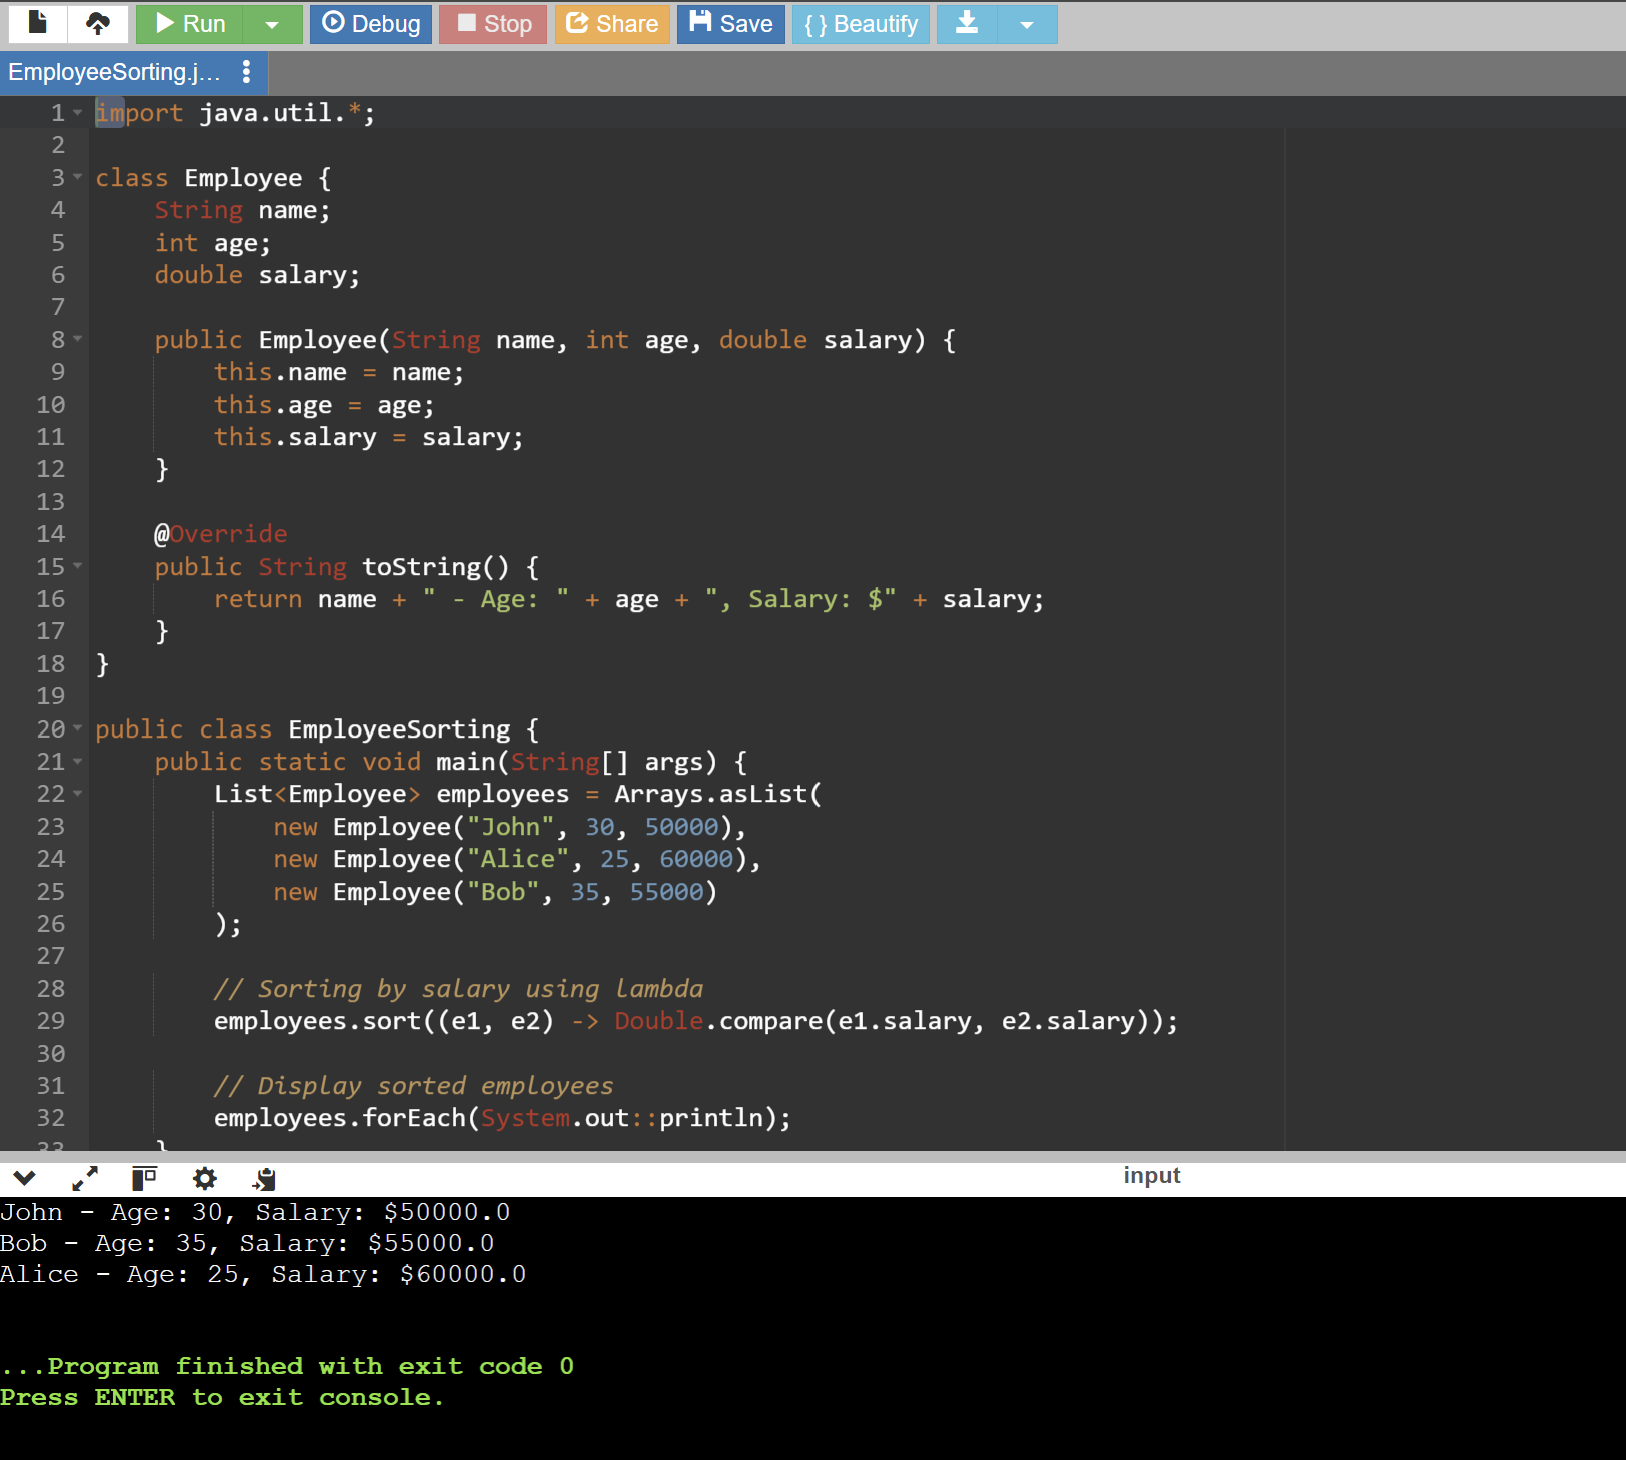 Run Debug Stop Share Save { } Beautify
EmployeeSorting.j...
1 import java.util.*;
2
3 class Employee {
4     String name;
5     int age;
6     double salary;
7
8     public Employee(String name, int age, double salary) {
9         this.name = name;
10         this.age = age;
11         this.salary = salary;
12     }
13
14     @Override
15     public String toString() {
16         return name + " - Age: " + age + ", Salary: $" + salary;
17     }
18 }
19
20 public class EmployeeSorting {
21     public static void main(String[] args) {
22         List<Employee> employees = Arrays.asList(
23             new Employee("John", 30, 50000),
24             new Employee("Alice", 25, 60000),
25             new Employee("Bob", 35, 55000)
26         );
27
28         // Sorting by salary using lambda
29         employees.sort((e1, e2) -> Double.compare(e1.salary, e2.salary));
30
31         // Display sorted employees
32         employees.forEach(System.out::println);
33     }
input
John - Age: 30, Salary: $50000.0
Bob - Age: 35, Salary: $55000.0
Alice - Age: 25, Salary: $60000.0
...Program finished with exit code 0
Press ENTER to exit console.